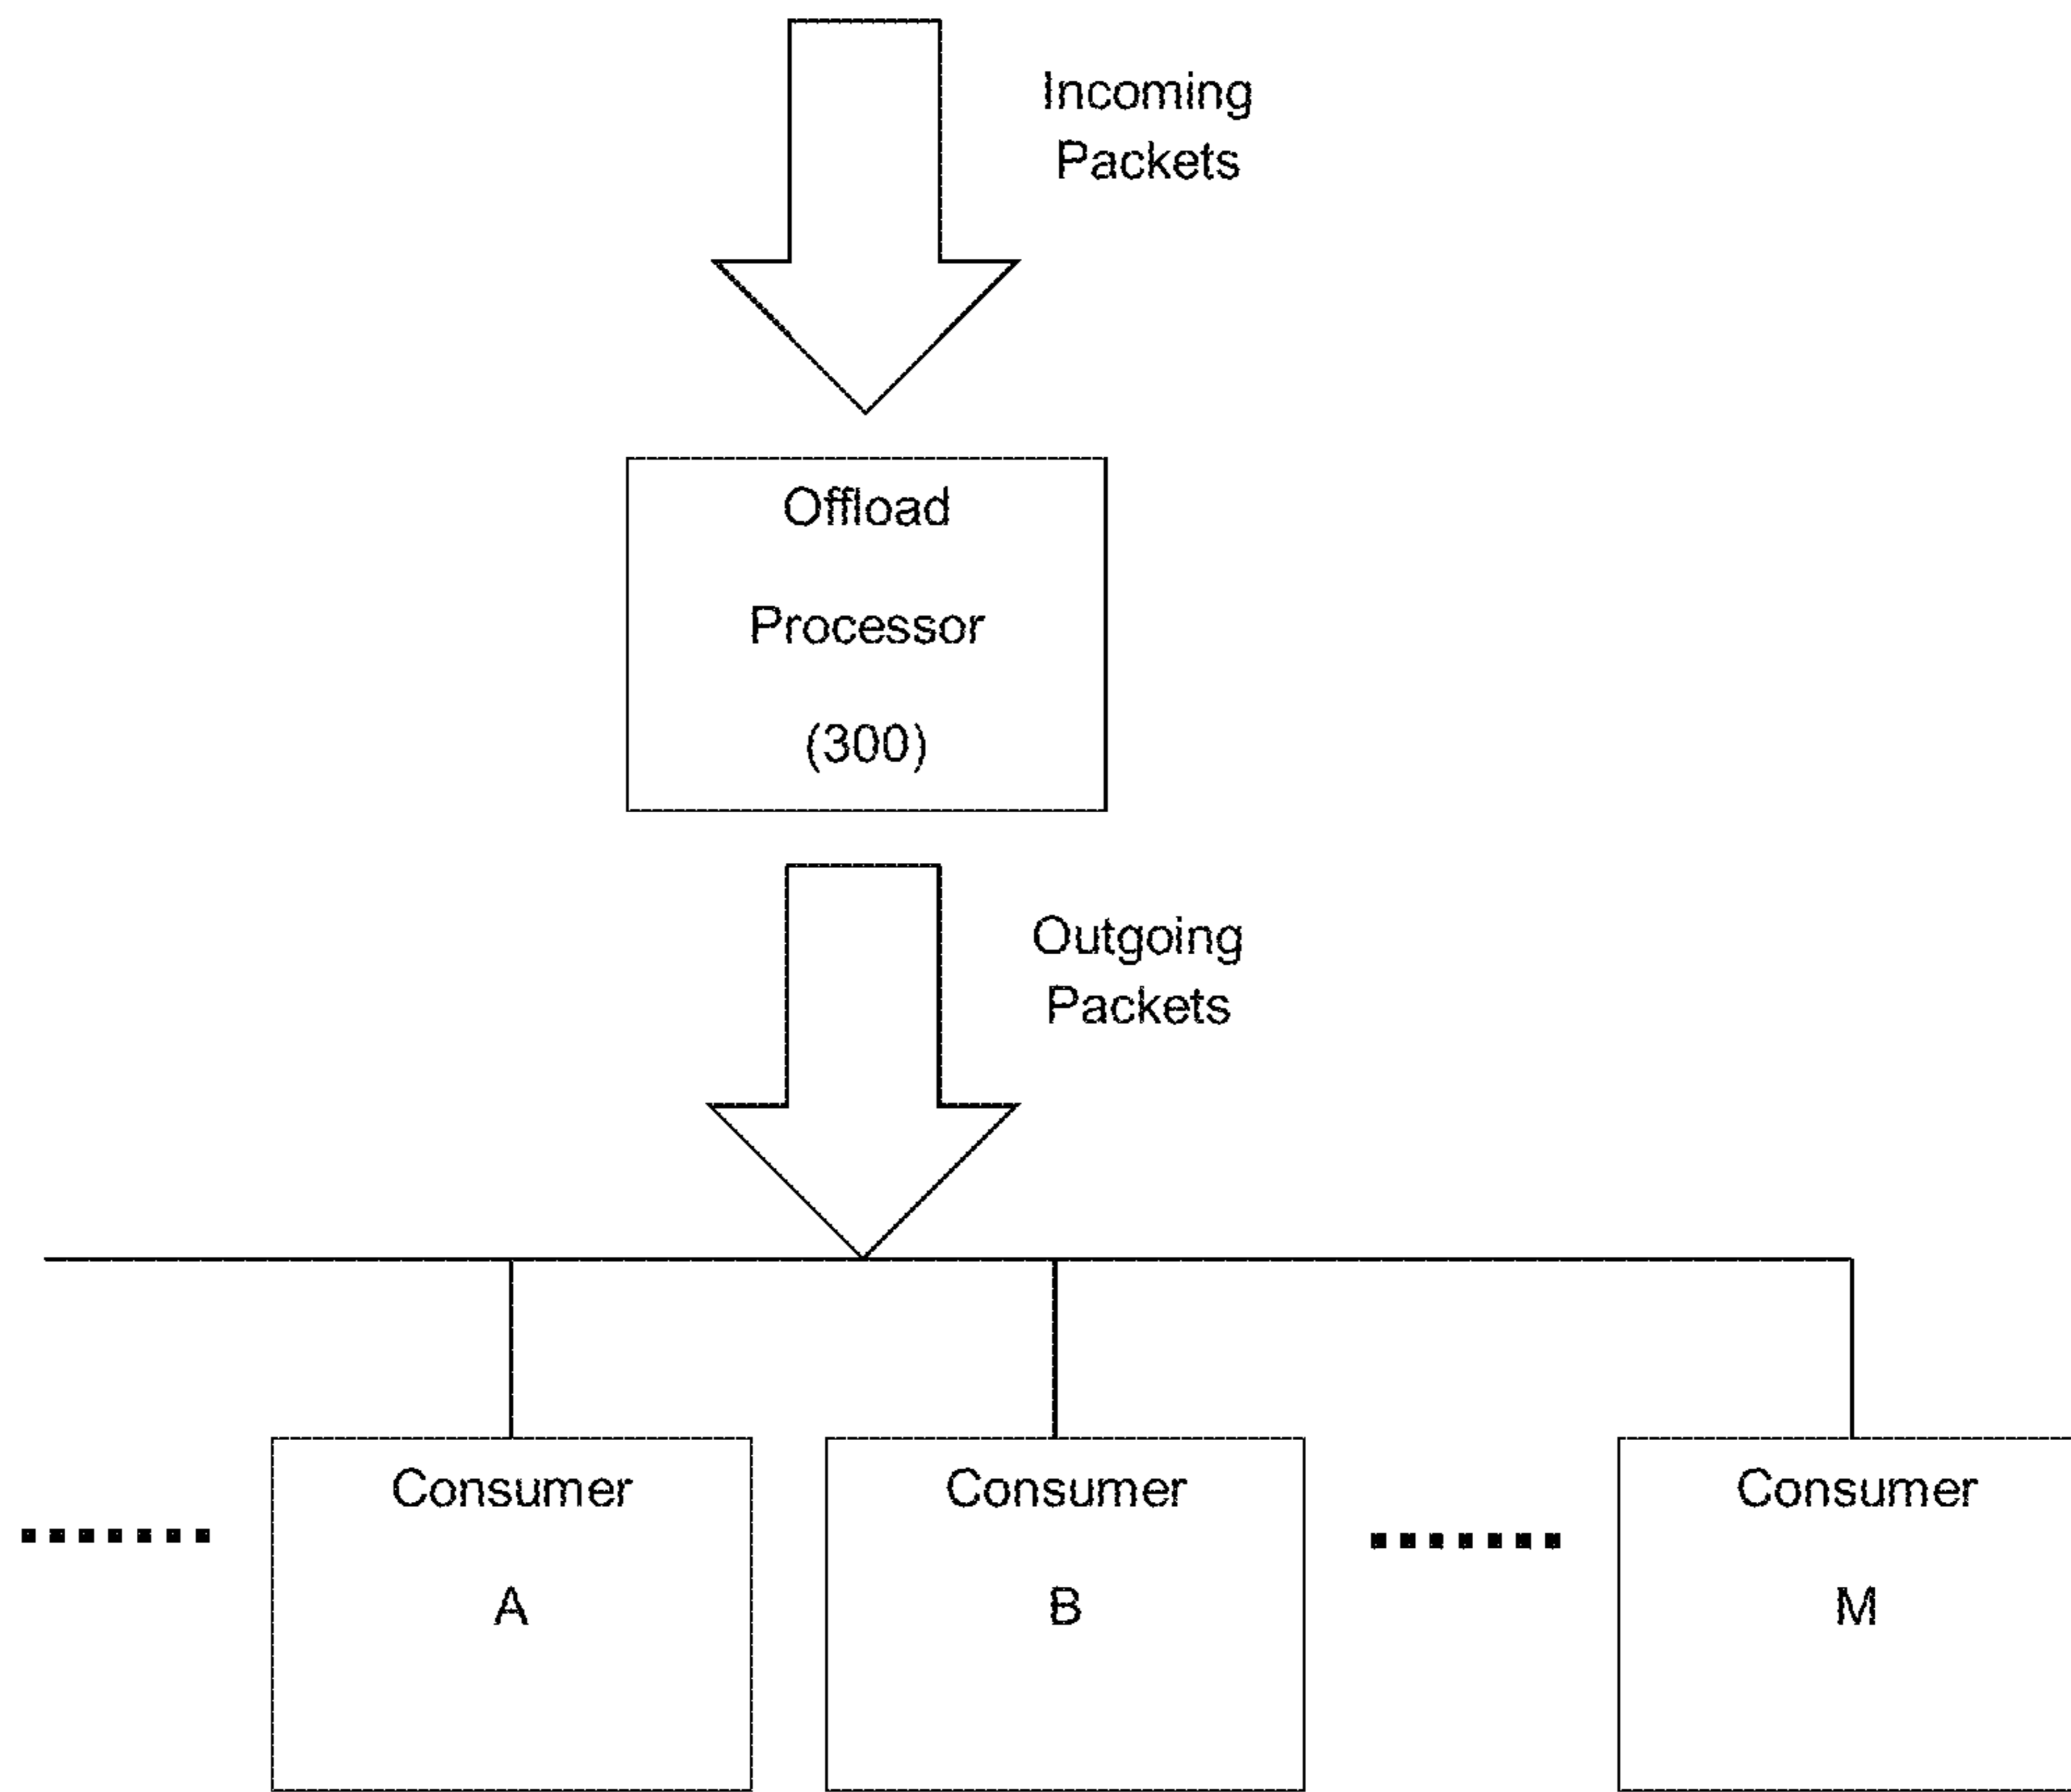 Incoming
Packets
Offload
Processor
(300)
Outgoing
Packets
Consumer
A
Consumer
B
Consumer
M